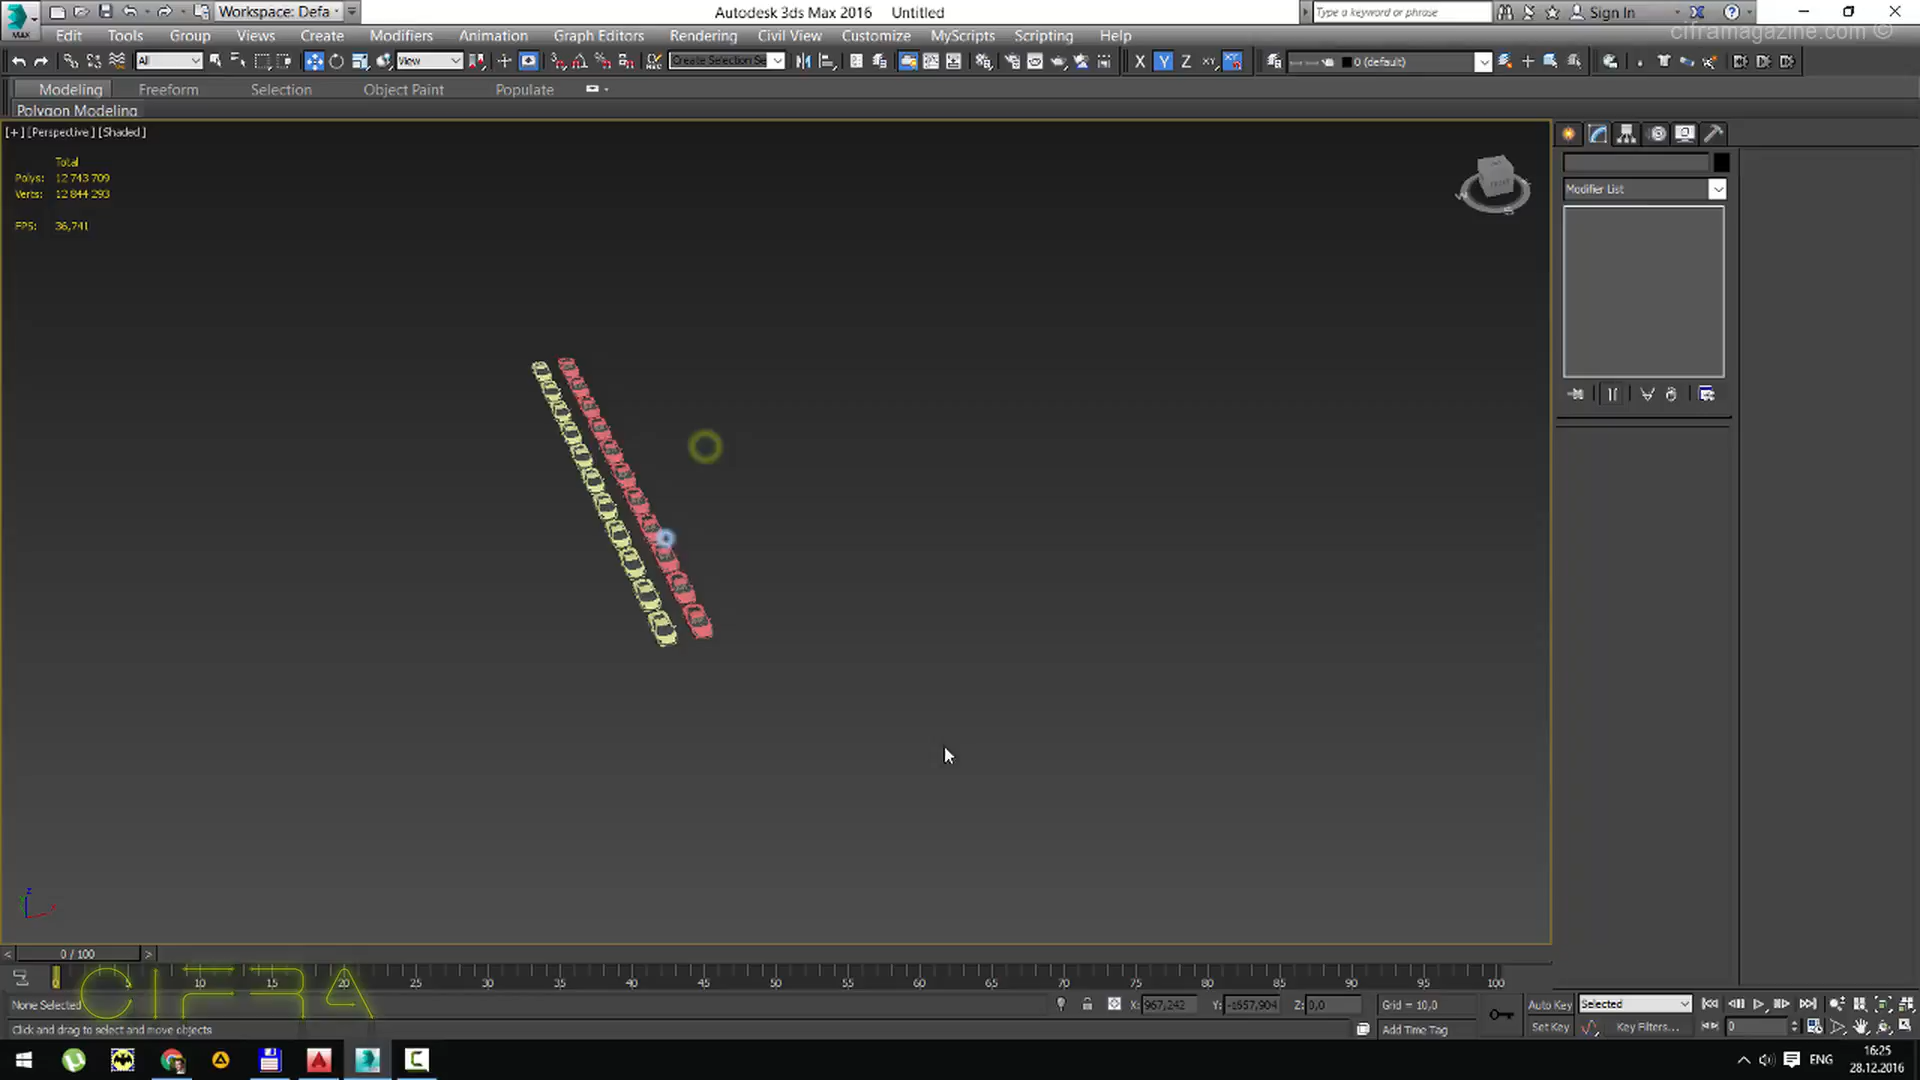 MAX
Workspace: Defa
Autodesk 3ds Max 2016 Untitled
Type a keyword or phrase
Sign In
ciframagazine.com ©
Edit Tools Group Views Create Modifiers Animation Graph Editors Rendering Civil View Customize MyScripts Scripting Help
All
View
Create Selection Se
X Y Z XY
0 (default)
Modeling Freeform Selection Object Paint Populate
Polygon Modeling
[+] [Perspective] [Shaded]
Total
Polys: 12 743 709
Verts: 12 844 293
FPS: 36,741
Modifier List
0 / 100
10 15 20 25 30 35 40 45 50 55 60 65 70 75 80 85 90 95 100
CIFRA
None Selected
X: 967,242 Y: -1657,904 Z: 0,0
Grid = 10,0
Auto Key Selected
Click and drag to select and move objects
Add Time Tag
Set Key Key Filters... 0
ENG
16:25
28.12.2016